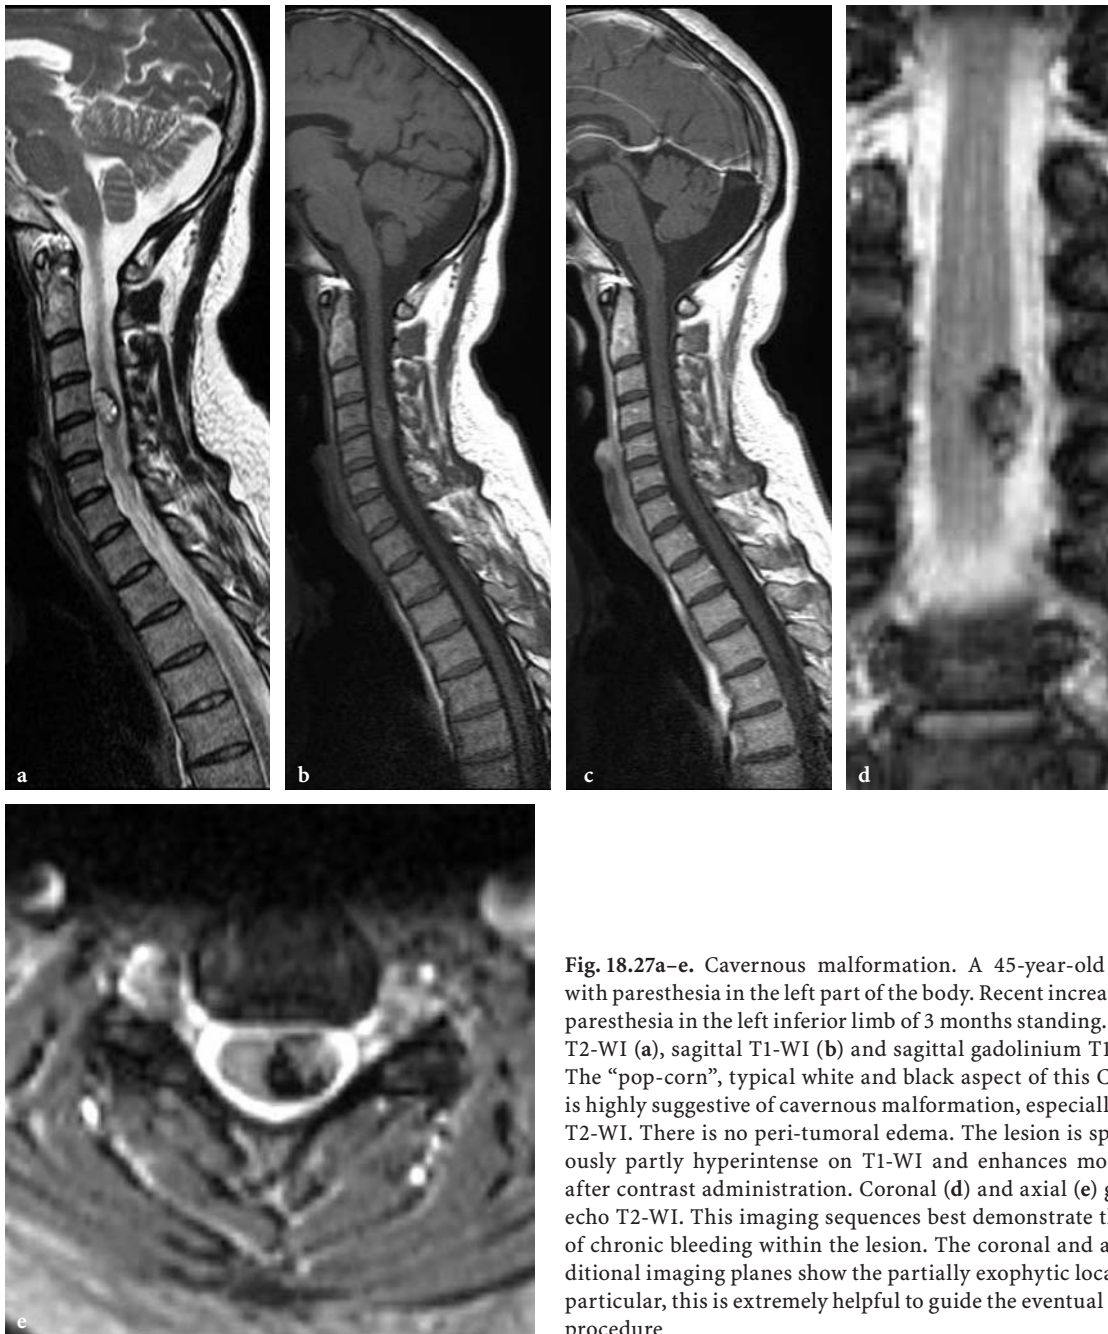 a
b
c
d
e
Fig. 18.27a–e. Cavernous malformation. A 45-year-old
with paresthesia in the left part of the body. Recent increa
paresthesia in the left inferior limb of 3 months standing.
T2-WI (a), sagittal T1-WI (b) and sagittal gadolinium T1
The “pop-corn”, typical white and black aspect of this C
is highly suggestive of cavernous malformation, especiall
T2-WI. There is no peri-tumoral edema. The lesion is sp
ously partly hyperintense on T1-WI and enhances mo
after contrast administration. Coronal (d) and axial (e) g
echo T2-WI. This imaging sequences best demonstrate t
of chronic bleeding within the lesion. The coronal and a
ditional imaging planes show the partially exophytic loca
particular, this is extremely helpful to guide the eventual
procedure